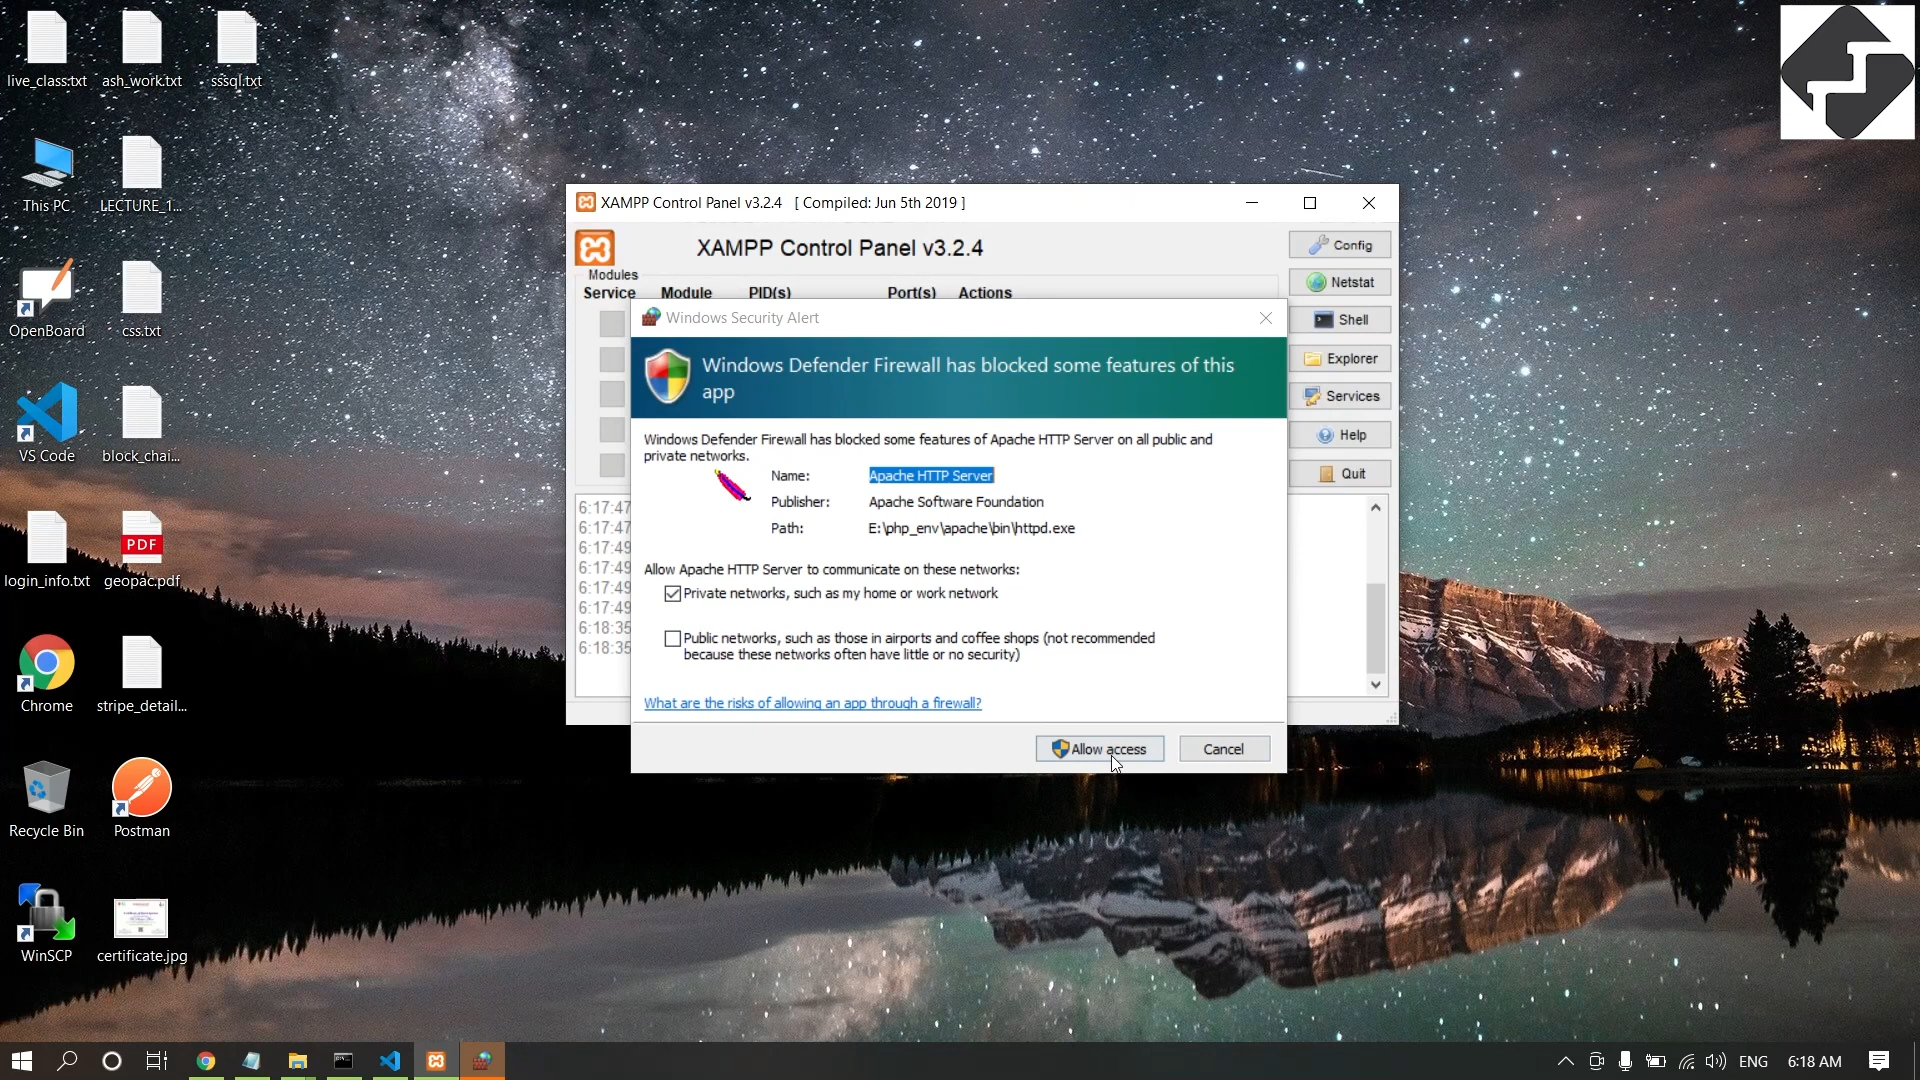 live_class.txt
ash_work.txt
sssql.txt
This PC
LECTURE_1...
OpenBoard
css.txt
VS Code
block_chai...
login_info.txt
PDF
geopac.pdf
Chrome
stripe_detail...
Recycle Bin
Postman
WinSCP
certificate.jpg
XAMPP Control Panel v3.2.4 [ Compiled: Jun 5th 2019 ]
XAMPP Control Panel v3.2.4
Modules
Service Module PID(s) Port(s) Actions
Config
Netstat
Shell
Explorer
Services
Help
Quit
6:17:47
6:17:47
6:17:49
6:17:49
6:17:49
6:17:49
6:18:35
6:18:35
Windows Security Alert
Windows Defender Firewall has blocked some features of this
app
Windows Defender Firewall has blocked some features of Apache HTTP Server on all public and
private networks.
Name: Apache HTTP Server
Publisher: Apache Software Foundation
Path: E:\php_env\apache\bin\httpd.exe
Allow Apache HTTP Server to communicate on these networks:
Private networks, such as my home or work network
Public networks, such as those in airports and coffee shops (not recommended
because these networks often have little or no security)
What are the risks of allowing an app through a firewall?
Allow access
Cancel
ENG
6:18 AM